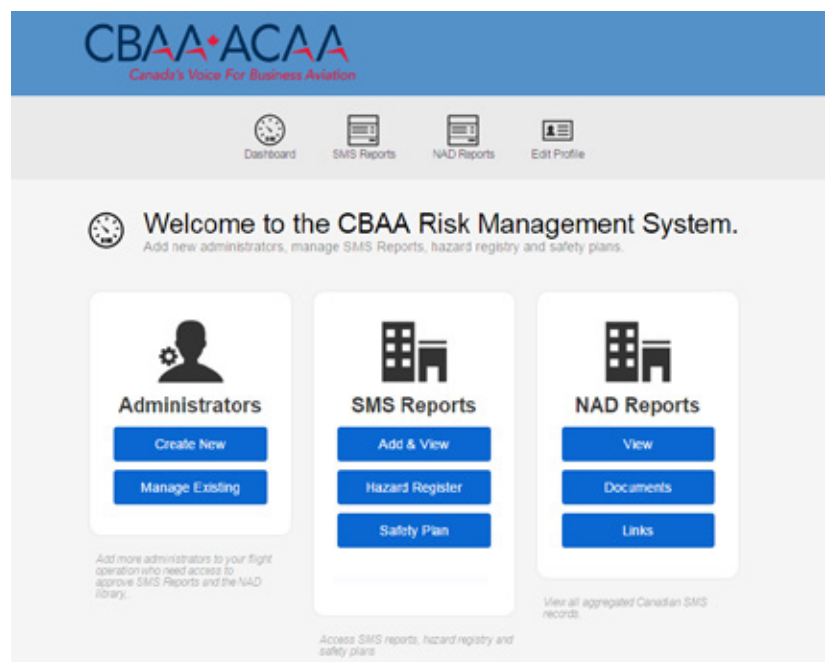 CBAA ACAA
Canada's Voice For Business Aviation
Dashboard
SMS Reports
NAD Reports
Edit Profile
Welcome to the CBAA Risk Management System.
Add new administrators, manage SMS Reports, hazard registry and safety plans.
Administrators
Create New
Manage Existing
Add more administrators to your flight
operation who need access to
approve SMS Reports and the NAD
library,
SMS Reports
Add & View
Hazard Register
Safety Plan
Access SMS reports, hazard registry and
safety plans
NAD Reports
View
Documents
Links
View all aggregated Canadian SMS
records.